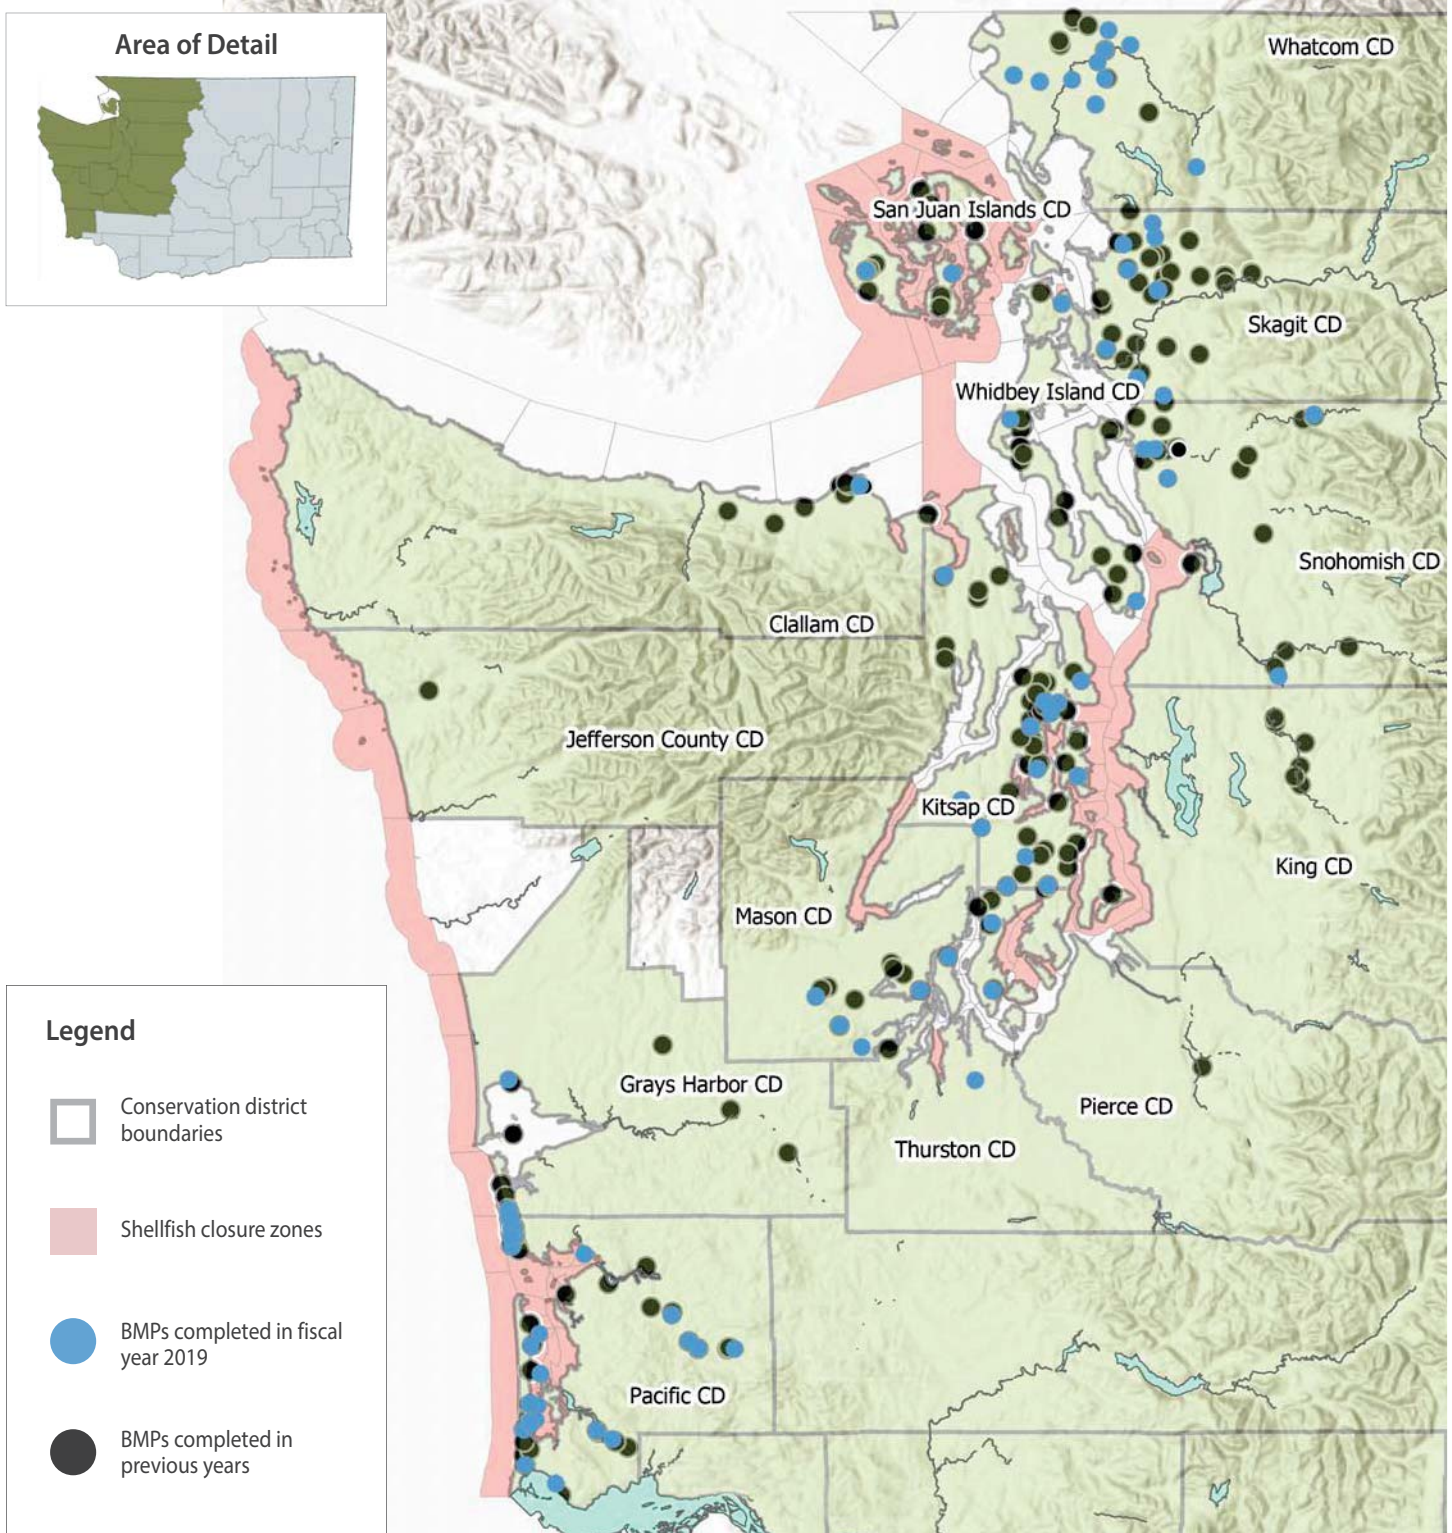 Area of Detail
Whatcom CD
San Juan Islands CD
Skagit CD
Whidbey Island CD
Snohomish CD
Clallam CD
Jefferson County CD
Kitsap CD
King CD
Mason CD
Grays Harbor CD
Pierce CD
Thurston CD
Pacific CD
Legend
Conservation district
boundaries
Shellfish closure zones
BMPs completed in fiscal
year 2019
BMPs completed in
previous years